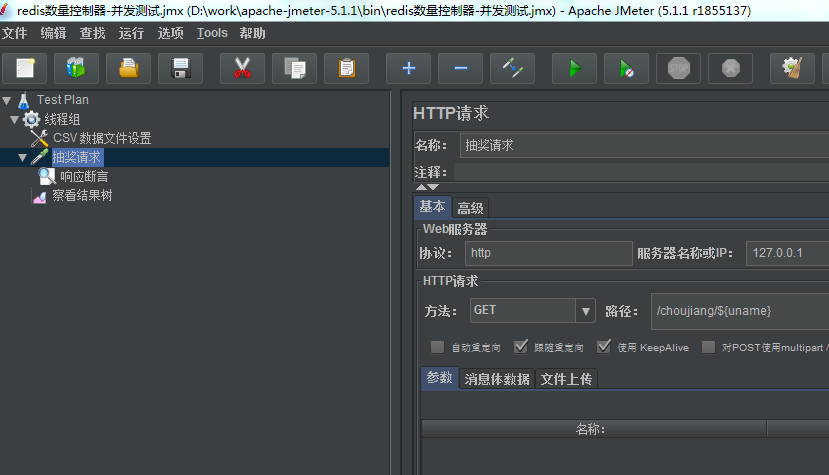 redis数量控制器-并发测试.jmx (D:\work\apache-jmeter-5.1.1\bin\redis数量控制器-并发测试.jmx) - Apache JMeter (5.1.1 r1855137)
文件 编辑 查找 运行 选项 Tools 帮助
STOP
Test Plan
线程组
CSV 数据文件设置
抽奖请求
响应断言
察看结果树
HTTP请求
名称: 抽奖请求
注释:
基本 高级
Web服务器
协议: http 服务器名称或IP: 127.0.0.1
HTTP请求
方法: GET 路径: /choujiang/${uname}
自动重定向 跟随重定向 使用 KeepAlive 对POST使用multipart /
参数 消息体数据 文件上传
名称: